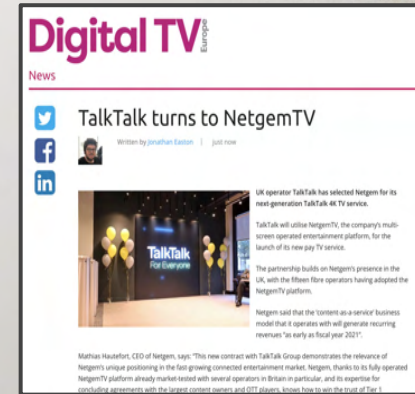 Digital TV Europe
News
TalkTalk turns to NetgemTV
Written by Jonathan Easton | Just now
TalkTalk
For Everyone
UK operator TalkTalk has selected Netgem for its
next-generation TalkTalk 4K TV service.
TalkTalk will utilise NetgemTV, the company's multi-
screen operated entertainment platform, for the
launch of its new pay TV service.
The partnership builds on Netgem's presence in the
UK, with the fifteen fibre operators having adopted the
NetgemTV platform.
Netgem said that the 'content-as-a-service' business
model that it operates with will generate recurring
revenues "as early as fiscal year 2021".
Mathias Hautefort, CEO of Netgem, says: "This new contract with TalkTalk Group demonstrates the relevance of
Netgem's unique positioning in the fast growing connected entertainment market. Netgem, thanks to its fully operated
NetgemTV platform already market-tested with several operators in Britain in particular, and its expertise for
concluding agreements with the largest content owners and OTT players, knows how to win the trust of Tier 1